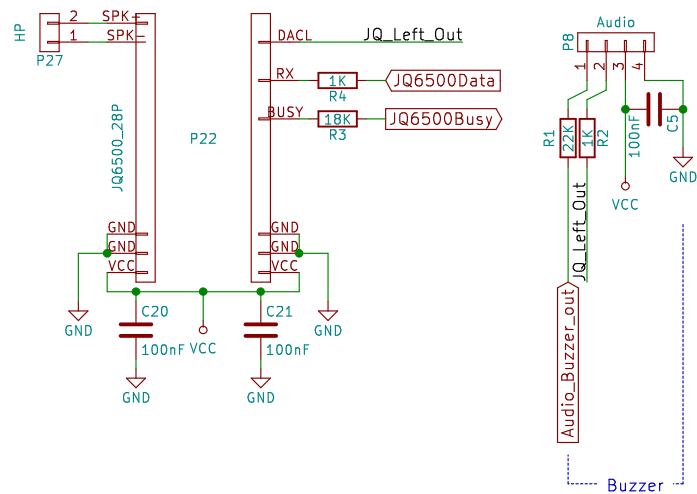 HP
2
1
P27
SPK+
SPK-
JQ6500_28P
GND
GND
VCC
P22
DACL
JQ_Left_Out
RX
1K
R4
JQ6500Data
BUSY
18K
R3
JQ6500Busy
GND
GND
VCC
GND
C20
100nF
GND
VCC
C21
100nF
GND
GND
Audio
P8
1
2
3
4
R1
22K
1K
R2
100nF
C5
GND
VCC
JQ_Left_Out
Audio_Buzzer_out
Buzzer